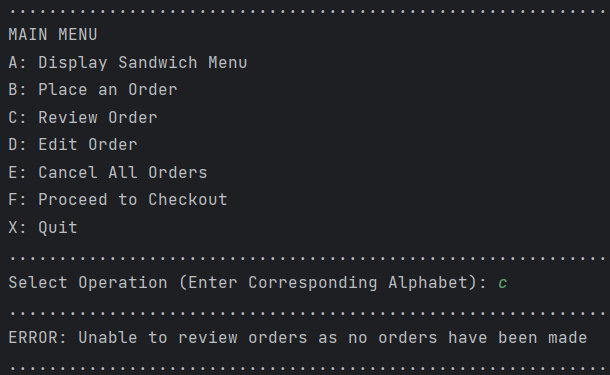 MAIN MENU
A: Display Sandwich Menu
B: Place an Order
C: Review Order
D: Edit Order
E: Cancel All Orders
F: Proceed to Checkout
X: Quit
Select Operation (Enter Corresponding Alphabet): c
ERROR: Unable to review orders as no orders have been made